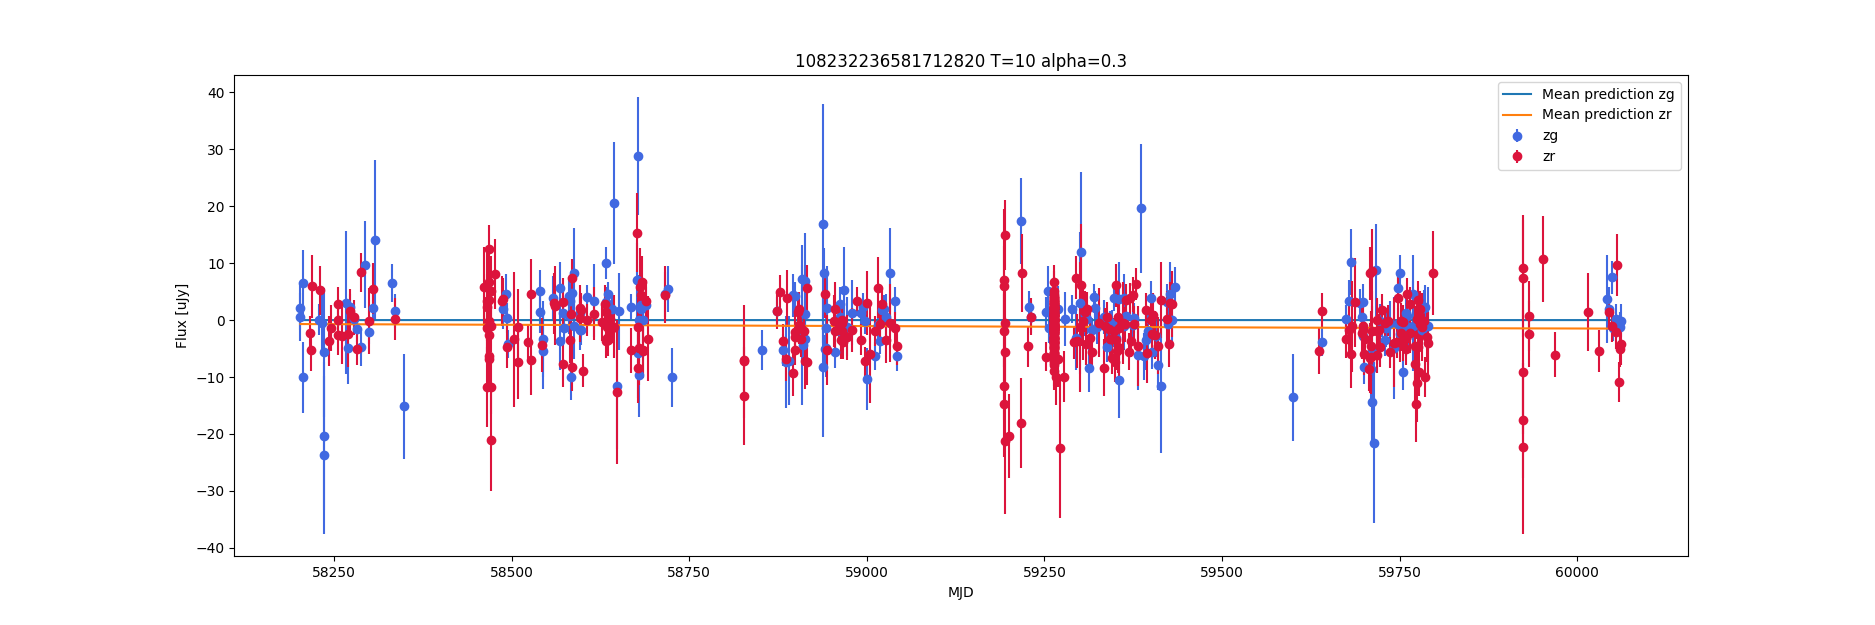 108232236581712820 T=10 alpha=0.3
Mean prediction zg
Mean prediction zr
zg
zr
Flux [uJy]
40
30
20
10
0
−10
−20
−30
−40
58250 58500 58750 59000 59250 59500 59750 60000
MJD